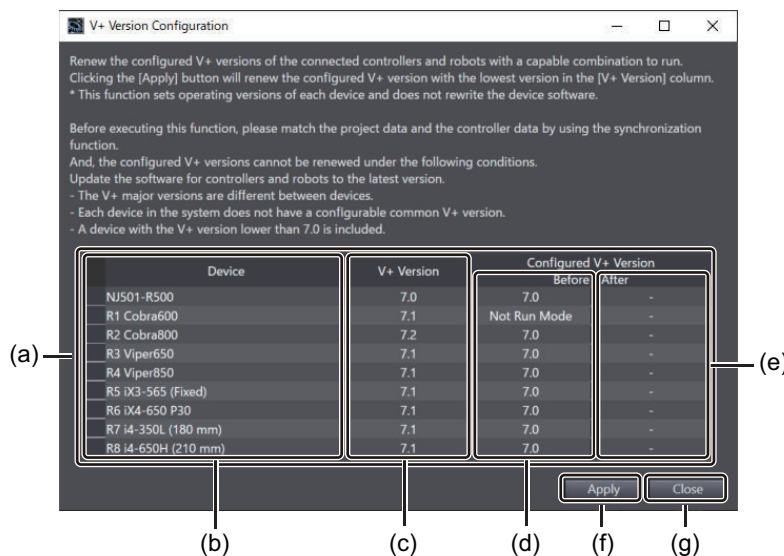 V+ Version Configuration
Renew the configured V+ versions of the connected controllers and robots with a capable combination to run.
Clicking the [Apply] button will renew the configured V+ version with the lowest version in the [V+ Version] column.
* This function sets operating versions of each device and does not rewrite the device software.
Before executing this function, please match the project data and the controller data by using the synchronization
function.
And, the configured V+ versions cannot be renewed under the following conditions.
Update the software for controllers and robots to the latest version.
- The V+ major versions are different between devices.
- Each device in the system does not have a configurable common V+ version.
- A device with the V+ version lower than 7.0 is included.
Device V+ Version Configured V+ Version
Before After
NJ501-R500 7.0 7.0 -
R1 Cobra600 7.1 Not Run Mode -
R2 Cobra800 7.2 7.0 -
R3 Viper650 7.1 7.0 -
R4 Viper850 7.1 7.0 -
R5 iX3-565 (Fixed) 7.1 7.0 -
R6 iX4-650 P30 7.1 7.0 -
R7 i4-350L (180 mm) 7.1 7.0 -
R8 i4-650H (210 mm) 7.1 7.0 -
(a)
(e)
Apply Close
(b) (c) (d) (f) (g)